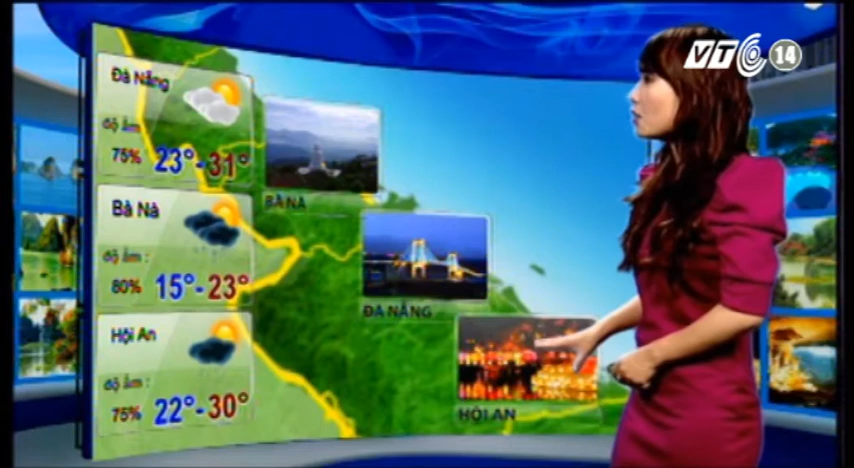 VTC 14
Đà Nẵng
độ ẩm :
75% 23°-31°
BÀ NÀ
Bà Nà
độ ẩm :
80% 15°-23°
ĐÀ NẴNG
Hội An
độ ẩm :
75% 22°-30°
HỘI AN